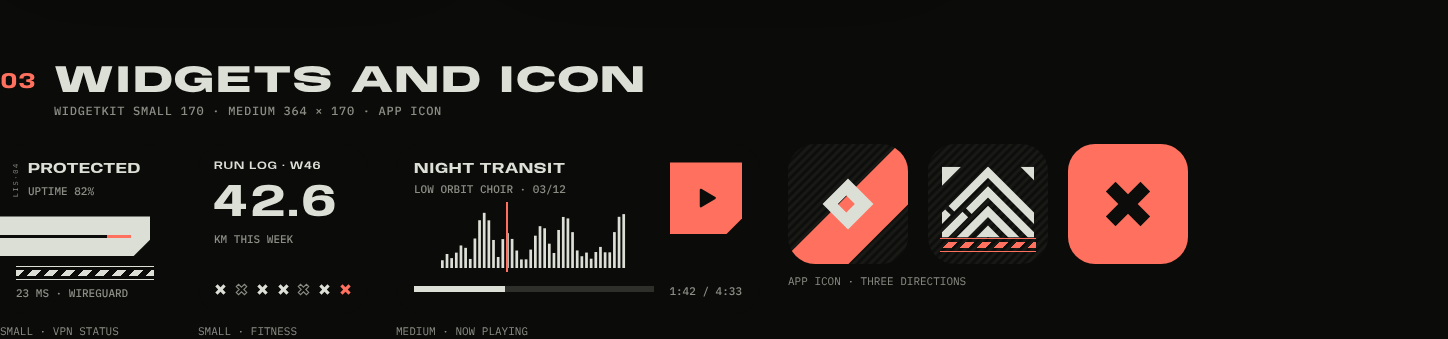 03 WIDGETS AND ICON
WIDGETKIT SMALL 170 · MEDIUM 364 × 170 · APP ICON
LIS-04
PROTECTED
UPTIME 82%
23 MS · WIREGUARD
SMALL · VPN STATUS
RUN LOG · W46
42.6
KM THIS WEEK
SMALL · FITNESS
NIGHT TRANSIT
LOW ORBIT CHOIR · 03/12
1:42 / 4:33
MEDIUM · NOW PLAYING
APP ICON · THREE DIRECTIONS